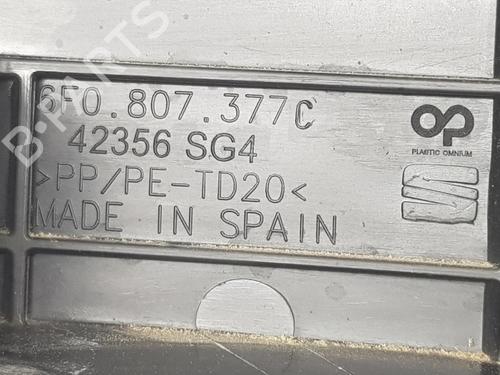 6F0.807.377C
42356 SG4
>PP/PE-TD20<
MADE IN SPAIN
PLASTIC OMNIUM
B-PARTS